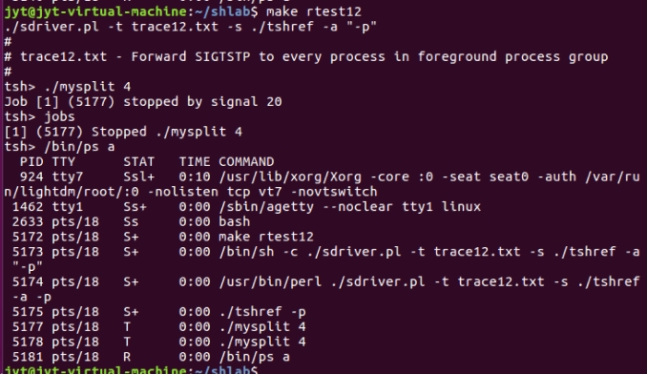 jyt@jyt-virtual-machine:~/shlab$ make rtest12
./sdriver.pl -t trace12.txt -s ./tshref -a "-p"
#
# trace12.txt - Forward SIGTSTP to every process in foreground process group
#
tsh> ./mysplit 4
Job [1] (5177) stopped by signal 20
tsh> jobs
[1] (5177) Stopped ./mysplit 4
tsh> /bin/ps a
  PID TTY      STAT   TIME COMMAND
  924 tty7     Ssl+   0:10 /usr/lib/xorg/Xorg -core :0 -seat seat0 -auth /var/ru
n/lightdm/root/:0 -nolisten tcp vt7 -novtswitch
 1462 tty1     Ss+    0:00 /sbin/agetty --noclear tty1 linux
 2633 pts/18   Ss     0:00 bash
 5172 pts/18   S+     0:00 make rtest12
 5173 pts/18   S+     0:00 /bin/sh -c ./sdriver.pl -t trace12.txt -s ./tshref -a
"-p"
 5174 pts/18   S+     0:00 /usr/bin/perl ./sdriver.pl -t trace12.txt -s ./tshref
-a -p
 5175 pts/18   S+     0:00 ./tshref -p
 5177 pts/18   T      0:00 ./mysplit 4
 5178 pts/18   T      0:00 ./mysplit 4
 5181 pts/18   R      0:00 /bin/ps a
jyt@jyt-virtual-machine:~/shlab$